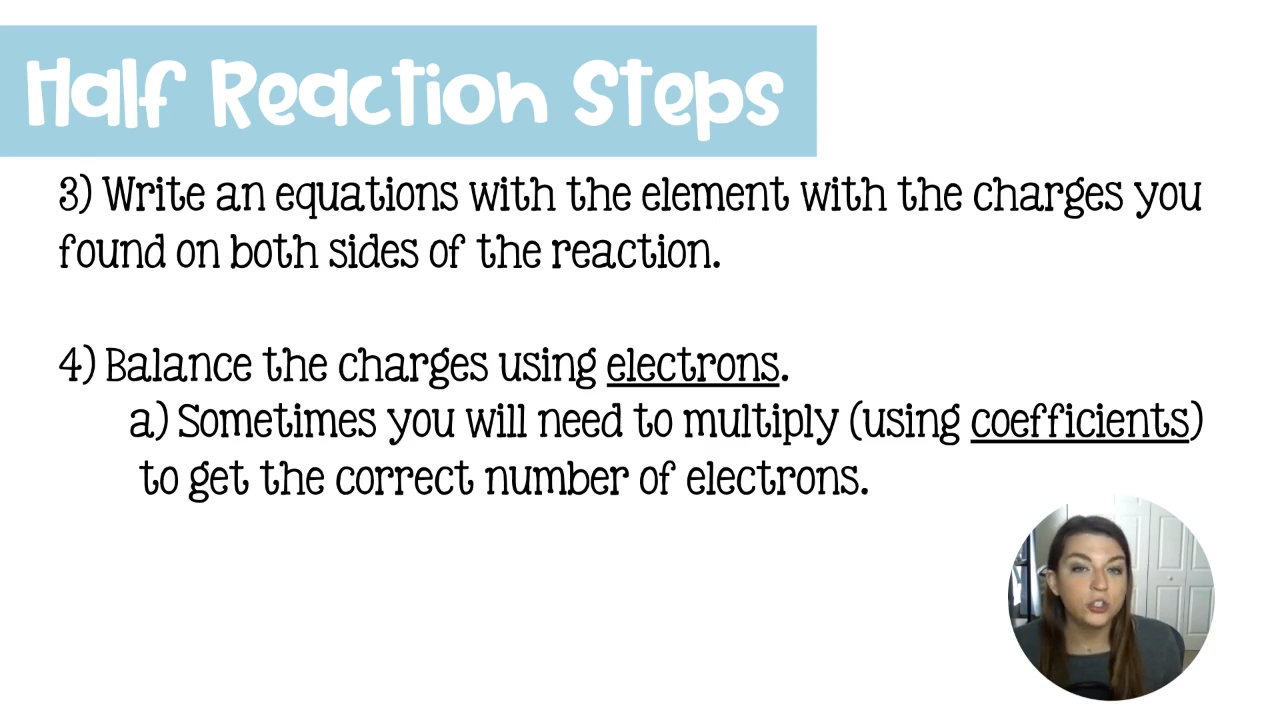 Half Reaction Steps
3) Write an equations with the element with the charges you
found on both sides of the reaction.
4) Balance the charges using electrons.
a) Sometimes you will need to multiply (using coefficients)
to get the correct number of electrons.